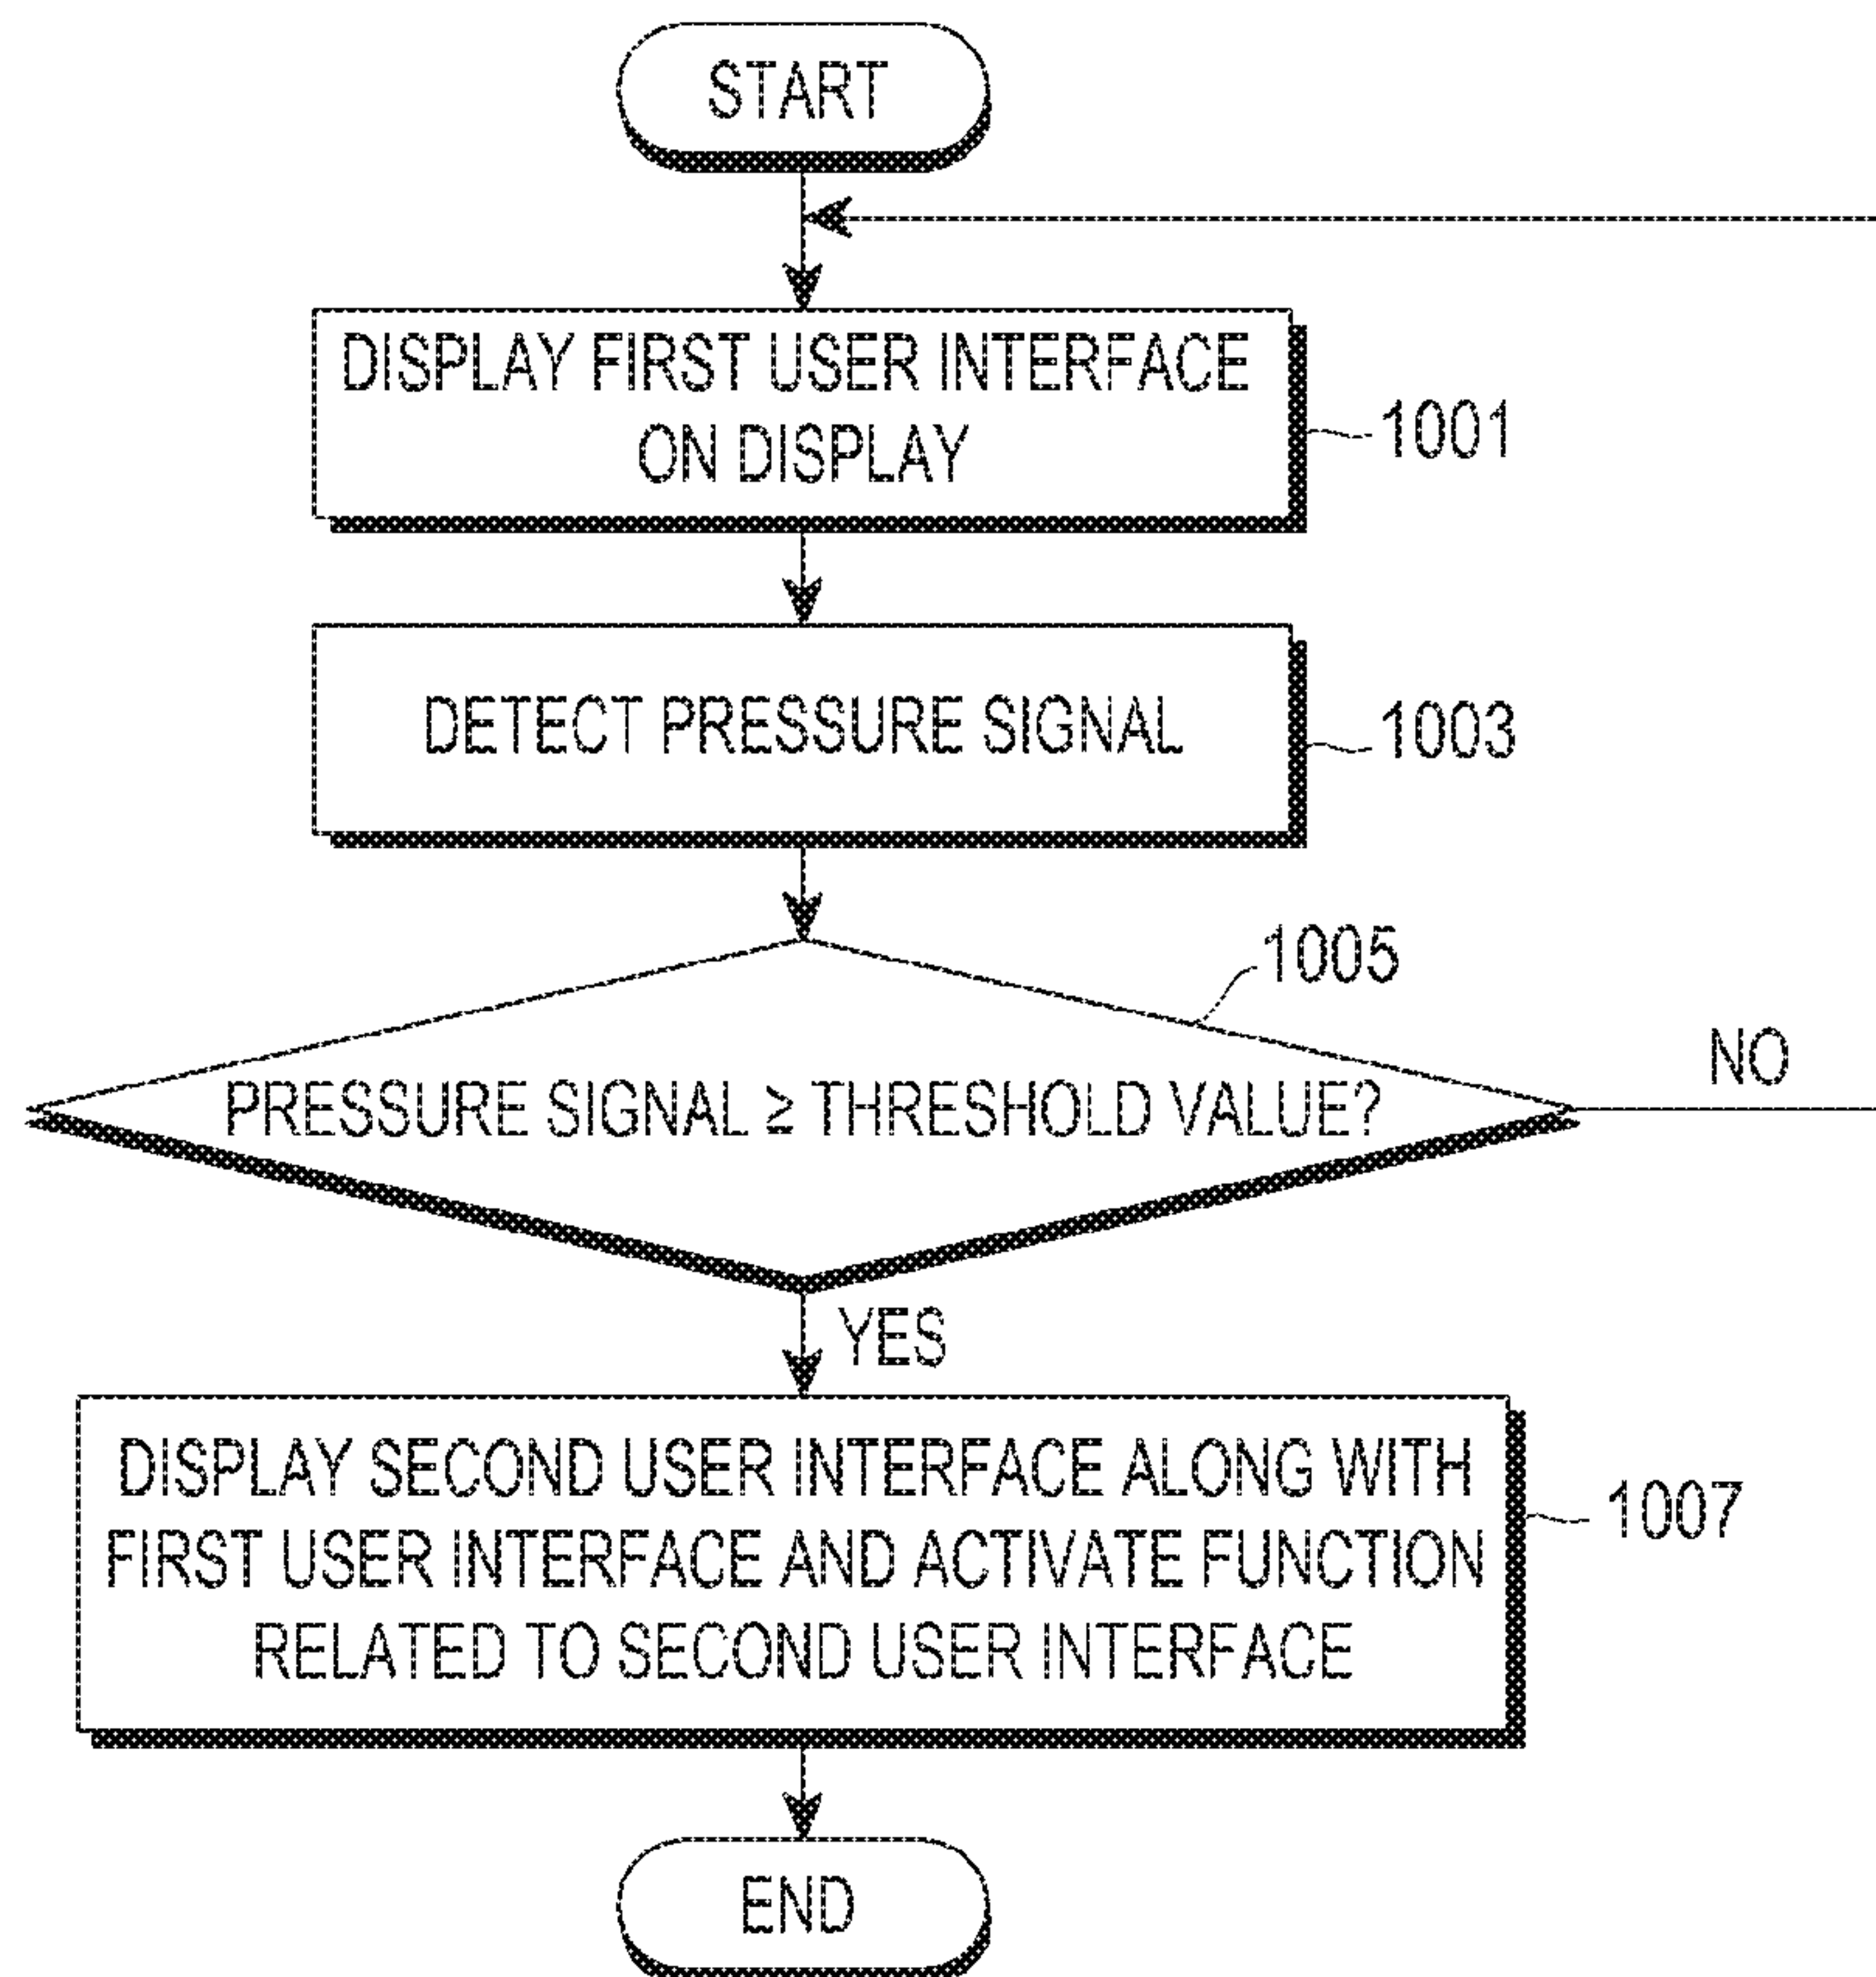 START
DISPLAY FIRST USER INTERFACE
ON DISPLAY
1001
DETECT PRESSURE SIGNAL
1003
1005
PRESSURE SIGNAL ≥ THRESHOLD VALUE?
NO
YES
DISPLAY SECOND USER INTERFACE ALONG WITH
FIRST USER INTERFACE AND ACTIVATE FUNCTION
RELATED TO SECOND USER INTERFACE
1007
END